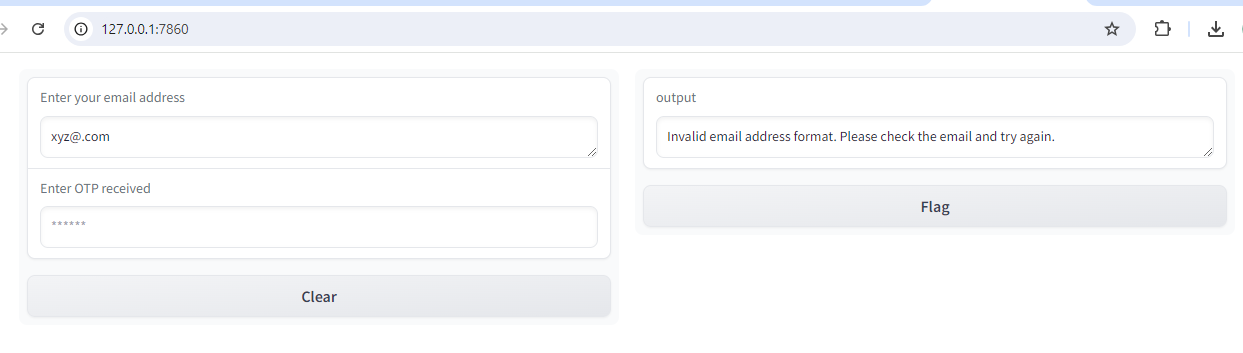 127.0.0.1:7860
Enter your email address
xyz@.com
Enter OTP received
******
Clear
output
Invalid email address format. Please check the email and try again.
Flag